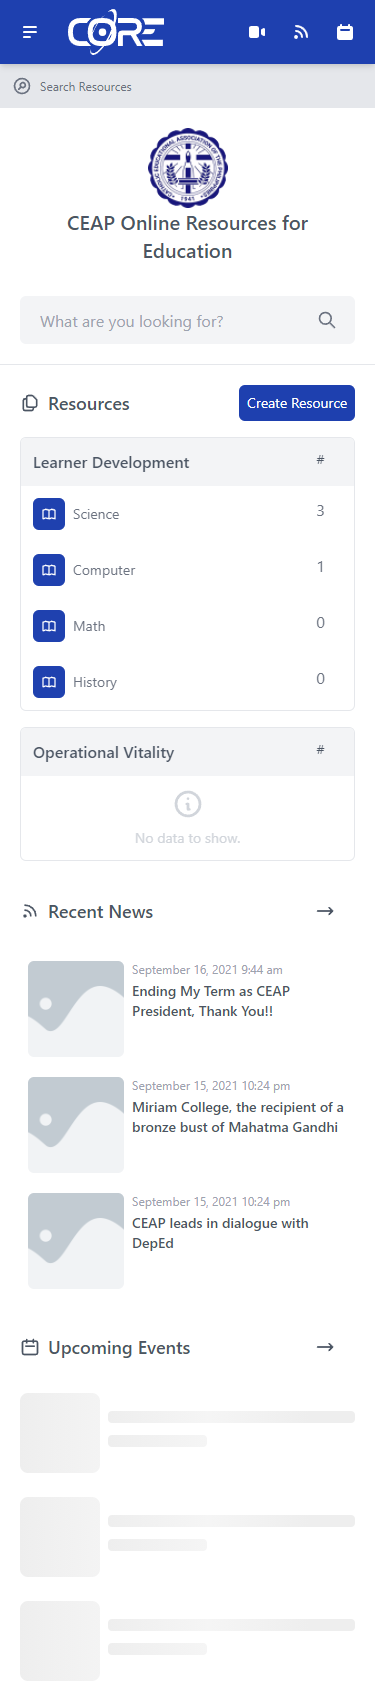 CORE
Search Resources
CATHOLIC EDUCATIONAL ASSOCIATION OF THE PHILIPPINES
1941
CEAP Online Resources for
Education
What are you looking for?
Resources
Create Resource
Learner Development #
Science 3
Computer 1
Math 0
History 0
Operational Vitality #
No data to show.
Recent News
September 16, 2021 9:44 am
Ending My Term as CEAP
President, Thank You!!
September 15, 2021 10:24 pm
Miriam College, the recipient of a
bronze bust of Mahatma Gandhi
September 15, 2021 10:24 pm
CEAP leads in dialogue with
DepEd
Upcoming Events